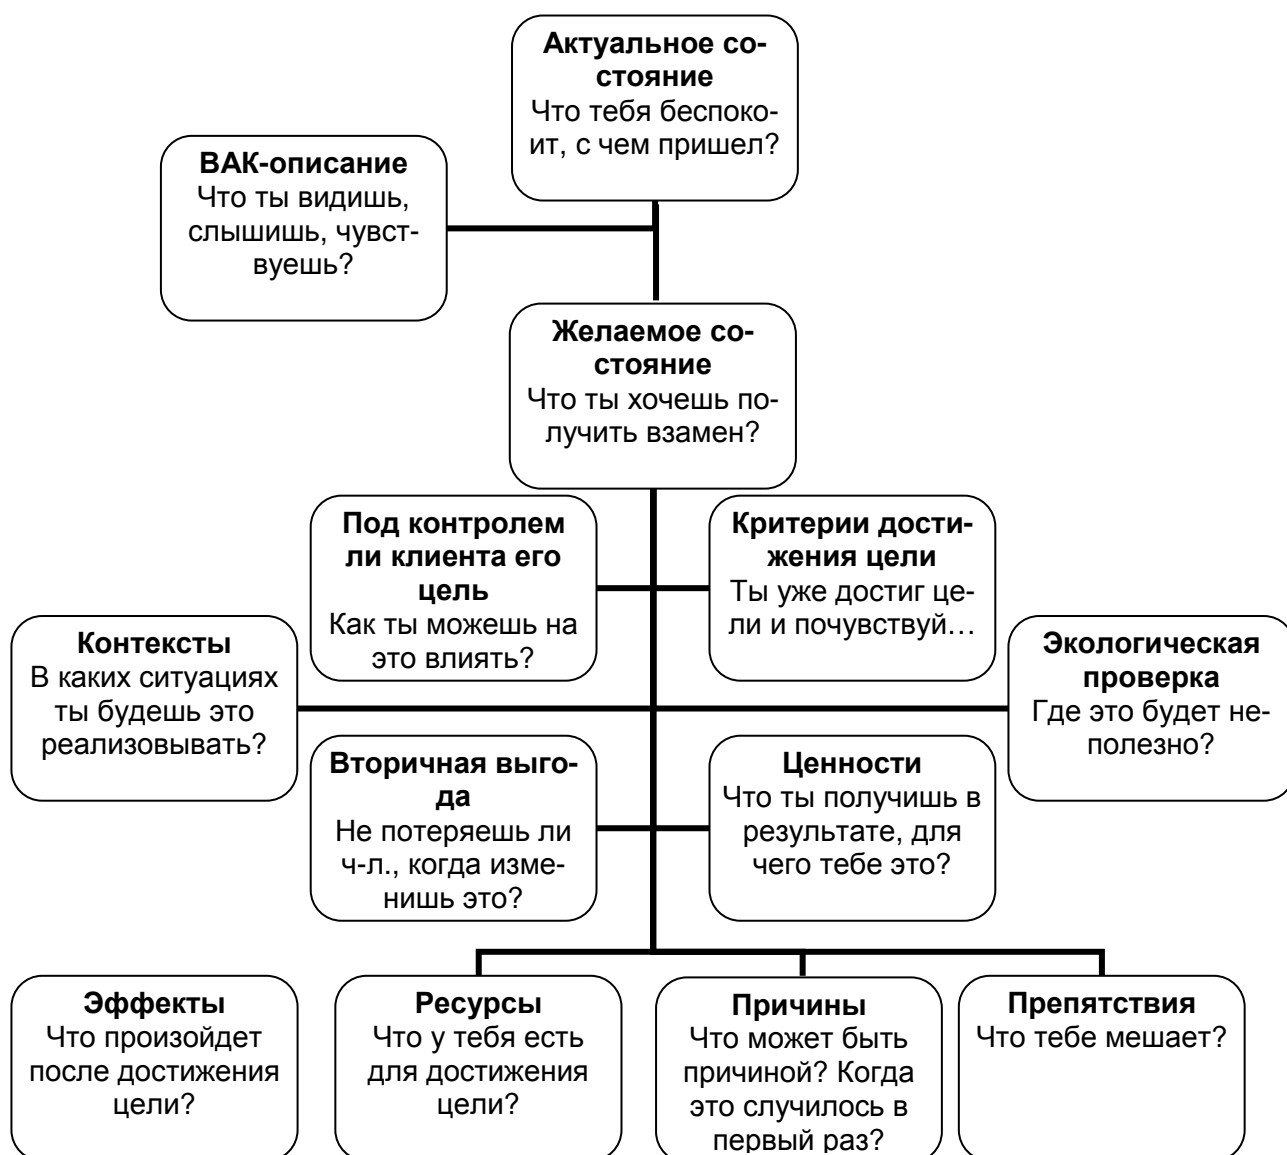 Актуальное со-
стояние
Что тебя беспоко-
ит, с чем пришел?
ВАК-описание
Что ты видишь,
слышишь, чувст-
вуешь?
Желаемое со-
стояние
Что ты хочешь по-
лучить взамен?
Под контролем
ли клиента его
цель
Как ты можешь на
это влиять?
Критерии дости-
жения цели
Ты уже достиг це-
ли и почувствуй…
Контексты
В каких ситуациях
ты будешь это
реализовывать?
Экологическая
проверка
Где это будет не-
полезно?
Вторичная выго-
да
Не потеряешь ли
ч-л., когда изме-
нишь это?
Ценности
Что ты получишь в
результате, для
чего тебе это?
Эффекты
Что произойдет
после достижения
цели?
Ресурсы
Что у тебя есть
для достижения
цели?
Причины
Что может быть
причиной? Когда
это случилось в
первый раз?
Препятствия
Что тебе мешает?